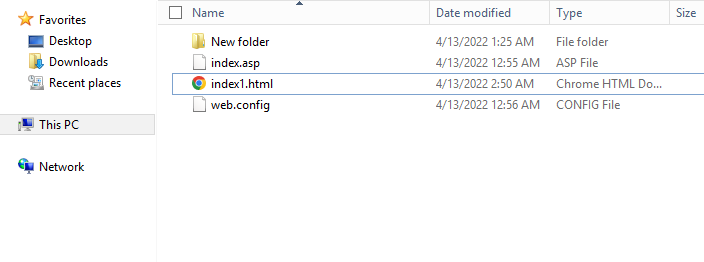 Favorites
Desktop
Downloads
Recent places
This PC
Network
Name Date modified Type Size
New folder 4/13/2022 1:25 AM File folder
index.asp 4/13/2022 12:55 AM ASP File
index1.html 4/13/2022 2:50 AM Chrome HTML Do...
web.config 4/13/2022 12:56 AM CONFIG File